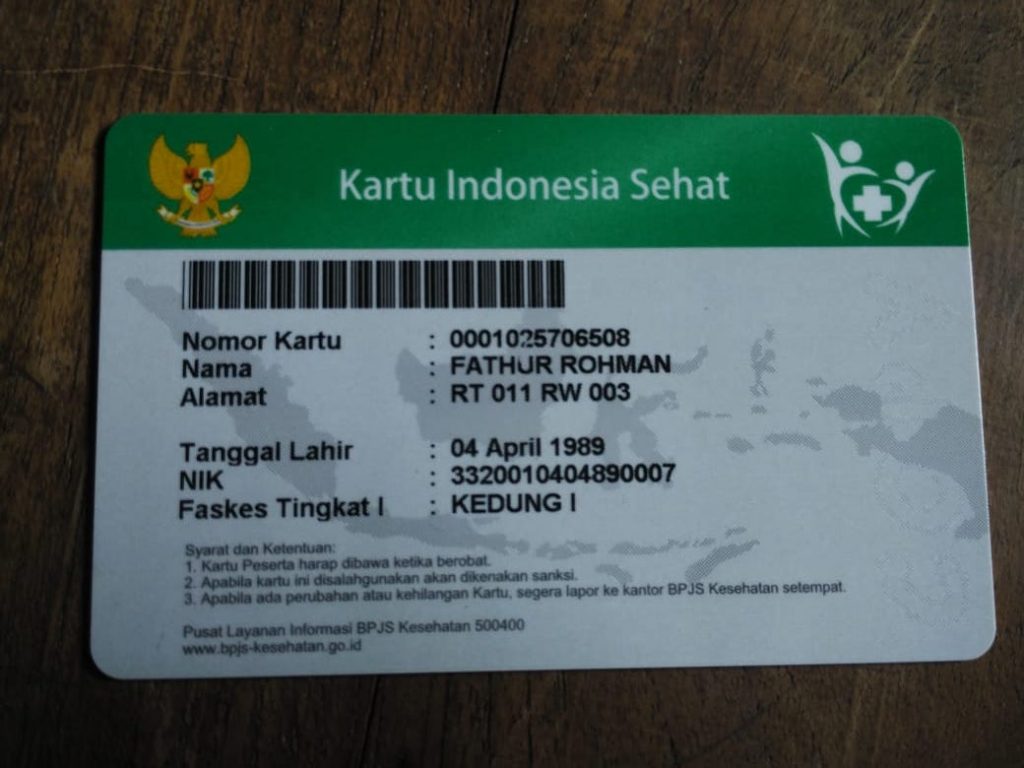 Kartu Indonesia Sehat
Nomor Kartu : 0001025706508
Nama : FATHUR ROHMAN
Alamat : RT 011 RW 003
Tanggal Lahir : 04 April 1989
NIK : 3320010404890007
Faskes Tingkat I : KEDUNG I
Syarat dan Ketentuan:
1. Kartu Peserta harap dibawa ketika berobat.
2. Apabila kartu ini disalahgunakan akan dikenakan sanksi.
3. Apabila ada perubahan atau kehilangan Kartu, segera lapor ke kantor BPJS Kesehatan setempat.
Pusat Layanan Informasi BPJS Kesehatan 500400
www.bpjs-kesehatan.go.id